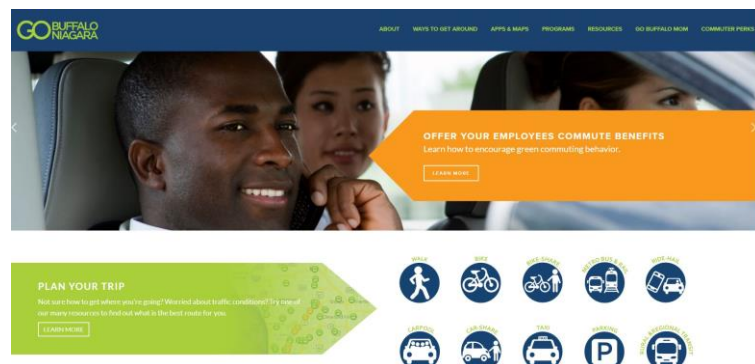 GO BUFFALO
NIAGARA
ABOUT WAYS TO GET AROUND APPS & MAPS PROGRAMS RESOURCES GO BUFFALO MOM COMMUTER PERKS
OFFER YOUR EMPLOYEES COMMUTE BENEFITS
Learn how to encourage green commuting behavior.
LEARN MORE
PLAN YOUR TRIP
Not sure how to get where you're going? Worried about traffic conditions? Try one of
our many resources to find out what is the best route for you.
LEARN MORE
WALK BIKE BIKE-SHARE METRO BUS & RAIL RIDE-HAIL
CARPOOL CAR SHARE TAXI PARKING RURAL & REGIONAL TRANSIT
P